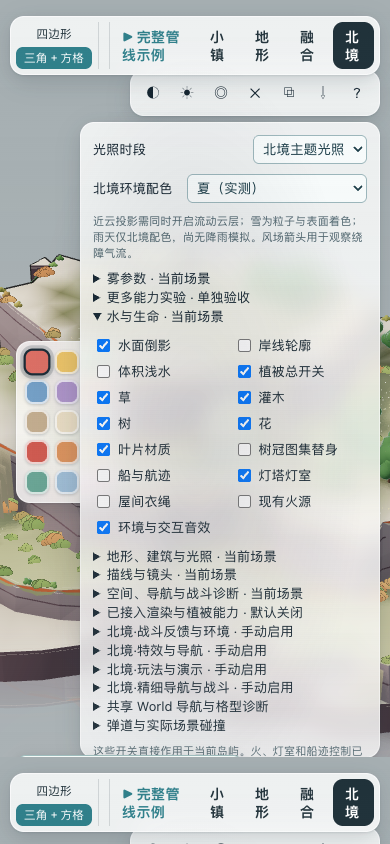 四边形
三角 + 方格
▶ 完整管线示例
小镇
地形
融合
北境
?
光照时段
北境主题光照
北境环境配色
夏（实测）
近云投影需同时开启流动云层；雪为粒子与表面着色；
雨天仅北境配色，尚无降雨模拟。风场箭头用于观察绕
障气流。
▶ 雾参数 · 当前场景
▶ 更多能力实验 · 单独验收
▼ 水与生命 · 当前场景
水面倒影
岸线轮廓
体积浅水
植被总开关
草
灌木
树
花
叶片材质
树冠图集替身
船与航迹
灯塔灯室
屋间衣绳
现有火源
环境与交互音效
▶ 地形、建筑与光照 · 当前场景
▶ 描线与镜头 · 当前场景
▶ 空间、导航与战斗诊断 · 当前场景
▶ 已接入渲染与植被能力 · 默认关闭
▶ 北境·战斗反馈与环境 · 手动启用
▶ 北境·特效与导航 · 手动启用
▶ 北境·玩法与演示 · 手动启用
▶ 北境·精细导航与战斗 · 手动启用
▶ 共享 World 导航与格型诊断
▶ 弹道与实际场景碰撞
这些开关直接作用于当前岛屿。火、灯室和船迹控制已
四边形
三角 + 方格
▶ 完整管线示例
小镇
地形
融合
北境